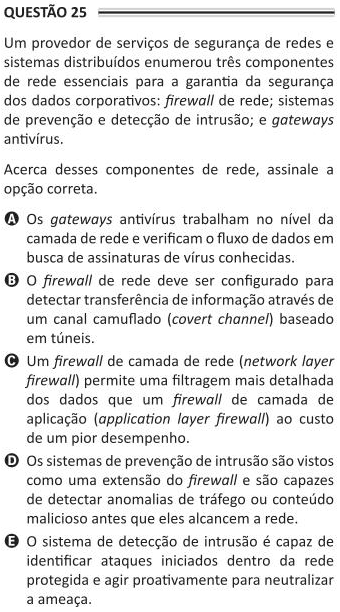 QUESTÃO 25
Um provedor de serviços de segurança de redes e
sistemas distribuídos enumerou três componentes
de rede essenciais para a garantia da segurança
dos dados corporativos: firewall de rede; sistemas
de prevenção e detecção de intrusão; e gateways
antivírus.
Acerca desses componentes de rede, assinale a
opção correta.
A Os gateways antivírus trabalham no nível da
camada de rede e verificam o fluxo de dados em
busca de assinaturas de vírus conhecidas.
B O firewall de rede deve ser configurado para
detectar transferência de informação através de
um canal camuflado (covert channel) baseado
em túneis.
C Um firewall de camada de rede (network layer
firewall) permite uma filtragem mais detalhada
dos dados que um firewall de camada de
aplicação (application layer firewall) ao custo
de um pior desempenho.
D Os sistemas de prevenção de intrusão são vistos
como uma extensão do firewall e são capazes
de detectar anomalias de tráfego ou conteúdo
malicioso antes que eles alcancem a rede.
E O sistema de detecção de intrusão é capaz de
identificar ataques iniciados dentro da rede
protegida e agir proativamente para neutralizar
a ameaça.